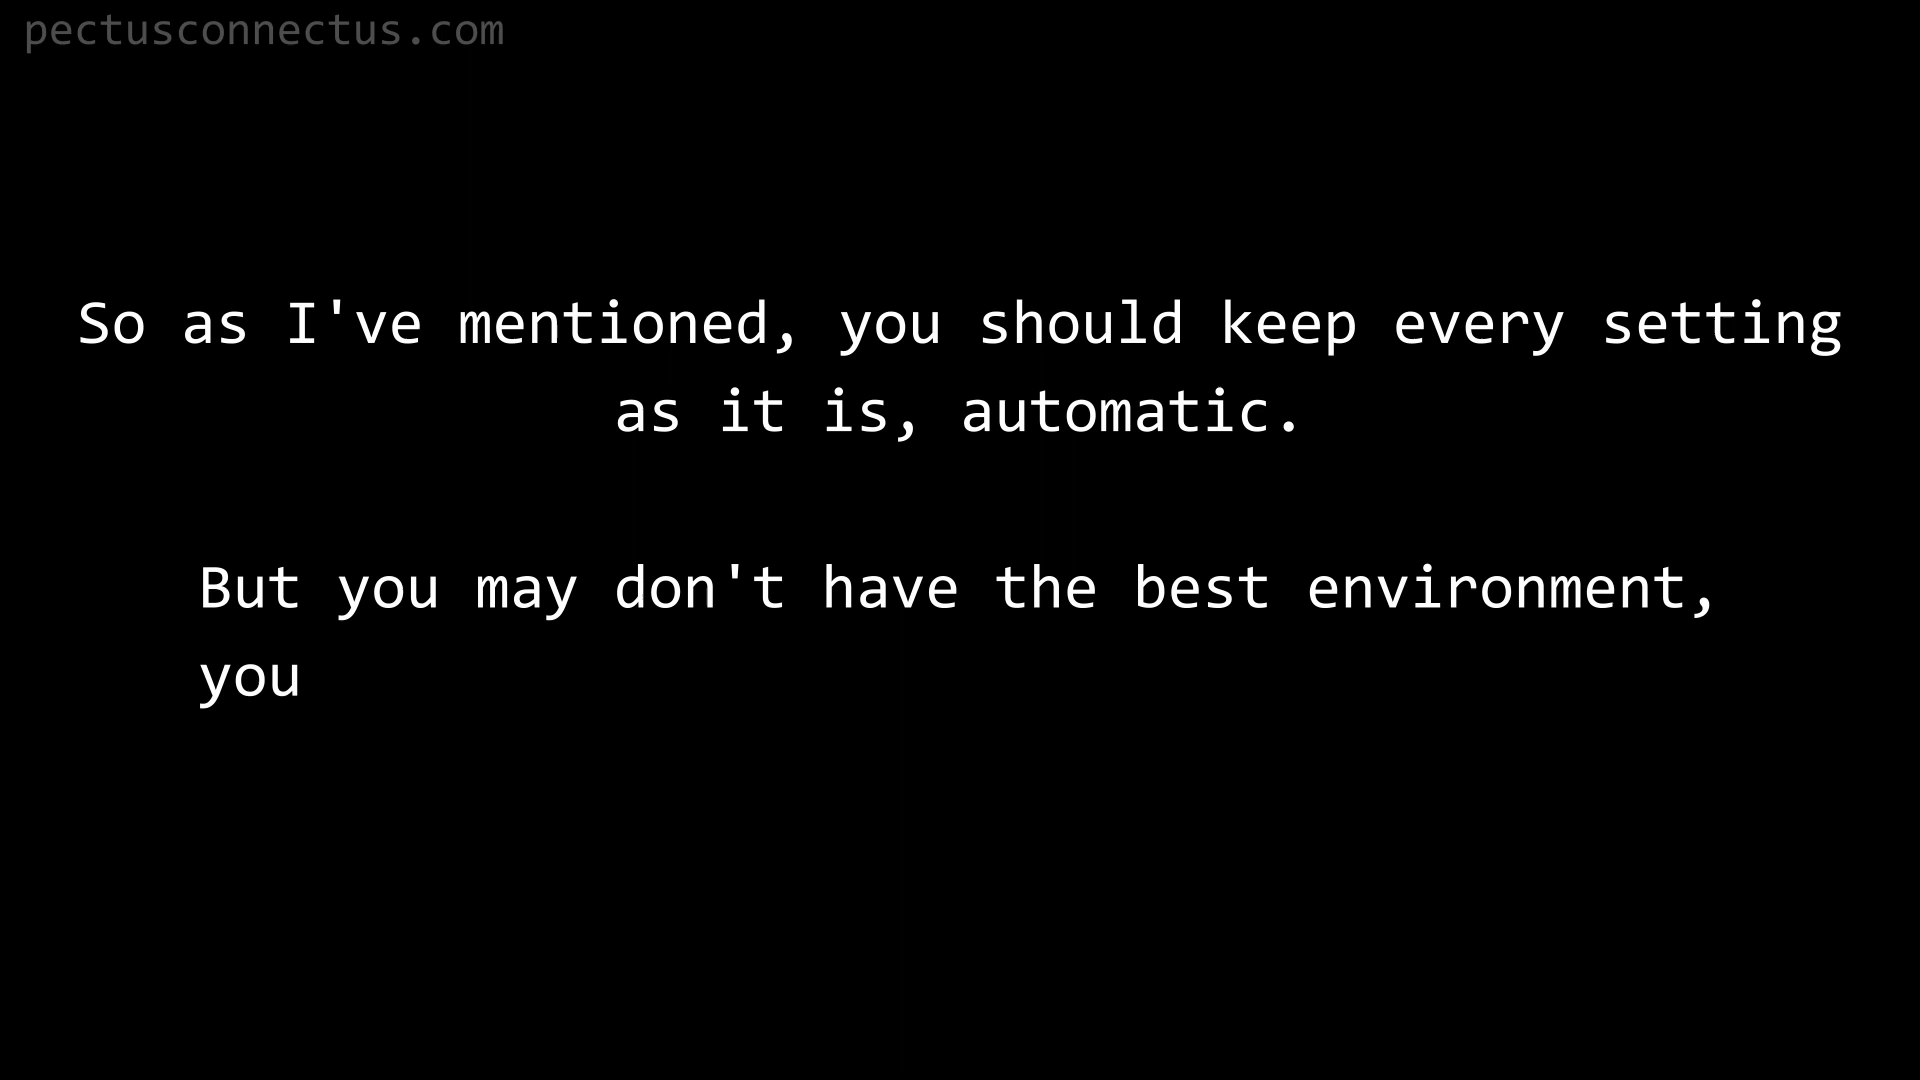 pectusconnectus.com
So as I've mentioned, you should keep every setting
as it is, automatic.
But you may don't have the best environment,
you